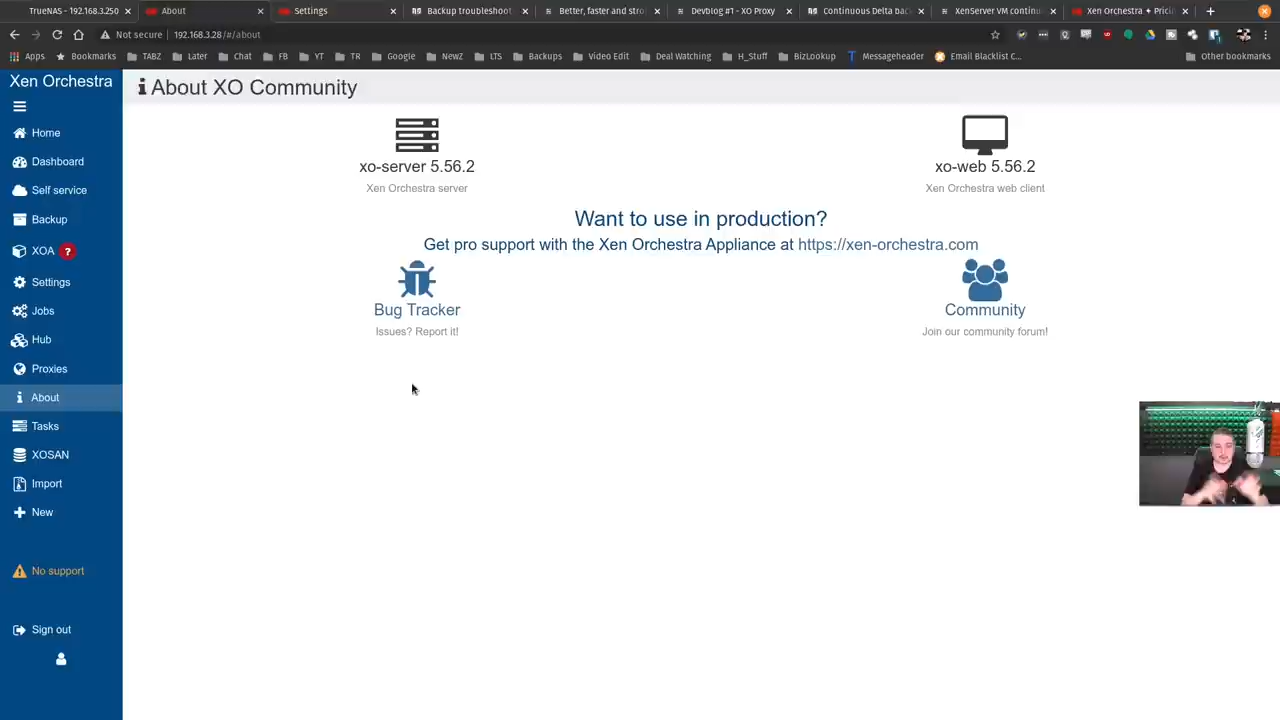 TrueNAS - 192.168.3.250
About
Settings
Backup troubleshoot
Better, faster and stro
Devblog #1 - XO Proxy
Continuous Delta bac
XenServer VM continu
Xen Orchestra • Pricin
Not secure
192.168.3.28/#/about
Apps
Bookmarks
TABZ
Later
Chat
FB
YT
TR
Google
NewZ
LTS
Backups
Video Edit
Deal Watching
H_Stuff
BizLookup
Messageheader
Email Blacklist C...
Other bookmarks
Xen Orchestra
About XO Community
Home
Dashboard
Self service
Backup
XOA ?
Settings
Jobs
Hub
Proxies
About
Tasks
XOSAN
Import
New
No support
Sign out
xo-server 5.56.2
Xen Orchestra server
xo-web 5.56.2
Xen Orchestra web client
Want to use in production?
Get pro support with the Xen Orchestra Appliance at https://xen-orchestra.com
Bug Tracker
Issues? Report it!
Community
Join our community forum!